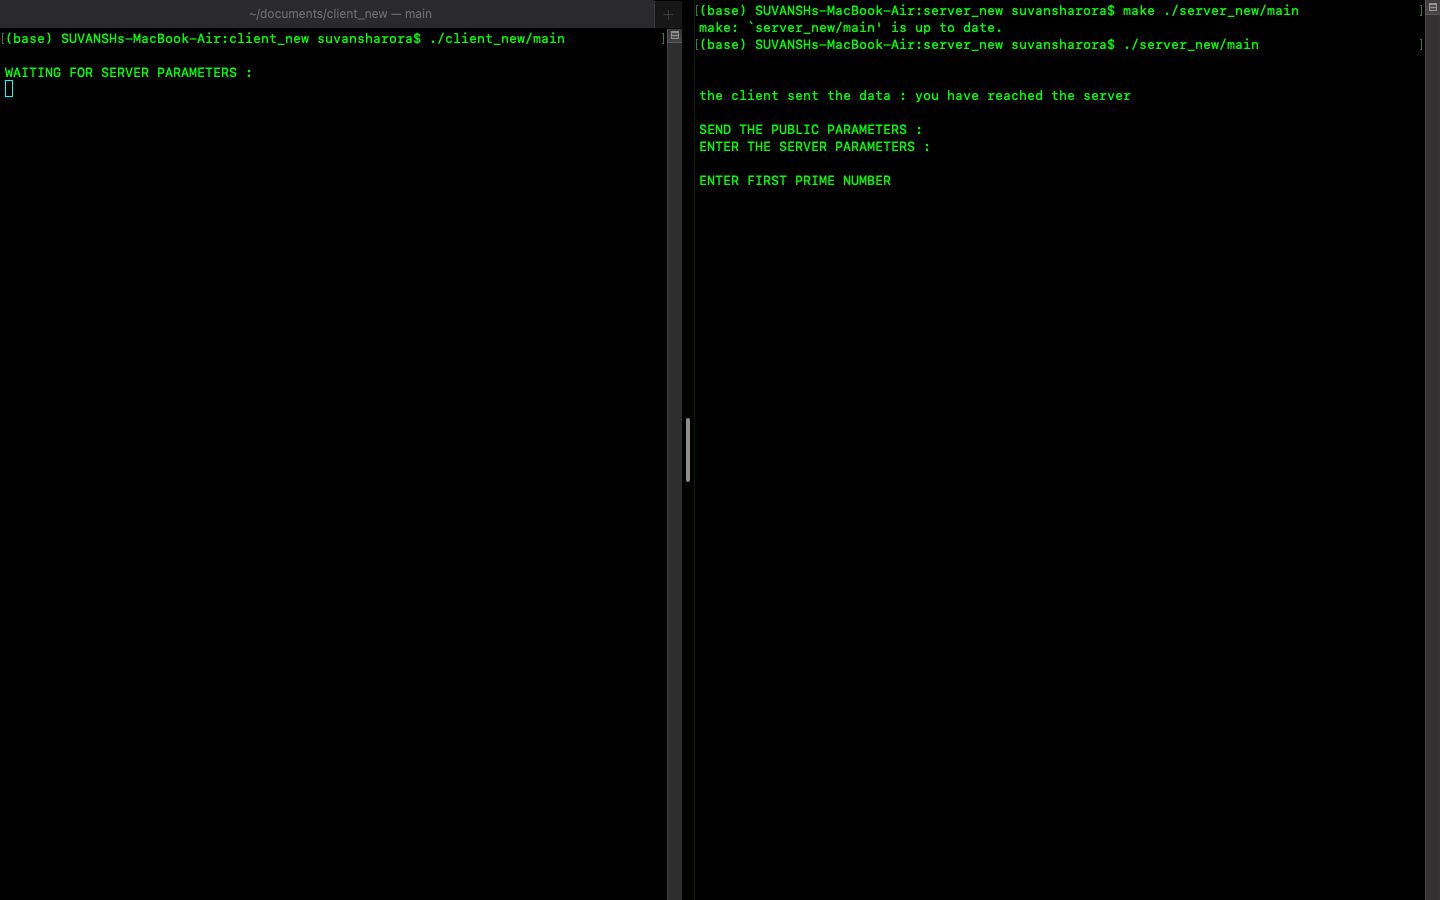 ~/documents/client_new — main
[(base) SUVANSHs-MacBook-Air:client_new suvansharora$ ./client_new/main ]
WAITING FOR SERVER PARAMETERS :
[(base) SUVANSHs-MacBook-Air:server_new suvansharora$ make ./server_new/main ]
make: `server_new/main' is up to date.
[(base) SUVANSHs-MacBook-Air:server_new suvansharora$ ./server_new/main ]
the client sent the data : you have reached the server
SEND THE PUBLIC PARAMETERS :
ENTER THE SERVER PARAMETERS :
ENTER FIRST PRIME NUMBER